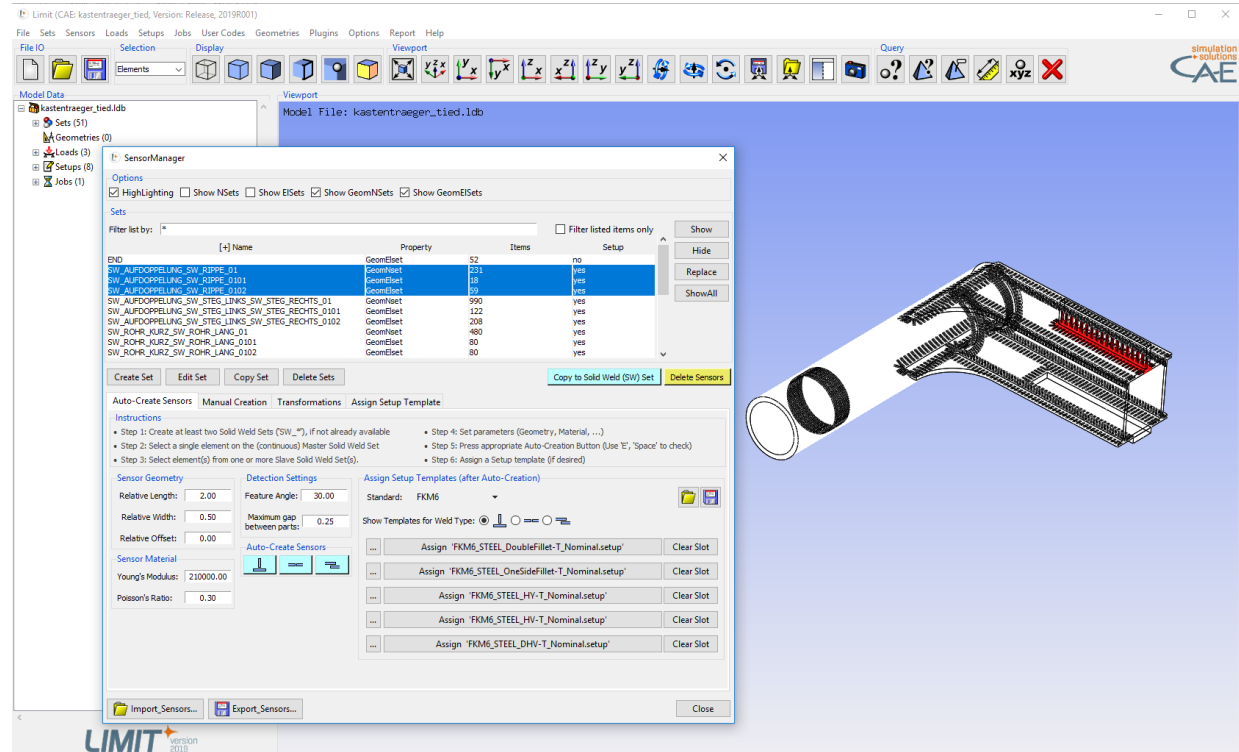 Limit (CAE: kastentraeger_tied, Version: Release, 2019R001)
File Sets Sensors Loads Setups Jobs User Codes Geometries Plugins Options Report Help
File IO Selection Display Viewport Query
Elements
simulation
solutions
CAE
Model Data
Viewport
kastentraeger_tied.ldb
Sets (51)
Geometries (0)
Loads (3)
Setups (8)
Jobs (1)
Model File: kastentraeger_tied.ldb
SensorManager
Options
HighLighting Show NSets Show ElSets Show GeomNSets Show GeomElSets
Sets
Filter list by: * Filter listed items only
[+] Name Property Items Setup
END GeomElset 52 no
SW_AUFDOPPELUNG_SW_RIPPE_01 GeomNset 231 yes
SW_AUFDOPPELUNG_SW_RIPPE_0101 GeomElset 18 yes
SW_AUFDOPPELUNG_SW_RIPPE_0102 GeomElset 59 yes
SW_AUFDOPPELUNG_SW_STEG_LINKS_SW_STEG_RECHTS_01 GeomNset 990 yes
SW_AUFDOPPELUNG_SW_STEG_LINKS_SW_STEG_RECHTS_0101 GeomElset 122 yes
SW_AUFDOPPELUNG_SW_STEG_LINKS_SW_STEG_RECHTS_0102 GeomElset 208 yes
SW_ROHR_KURZ_SW_ROHR_LANG_01 GeomNset 480 yes
SW_ROHR_KURZ_SW_ROHR_LANG_0101 GeomElset 80 yes
SW_ROHR_KURZ_SW_ROHR_LANG_0102 GeomElset 80 yes
Show
Hide
Replace
ShowAll
Create Set Edit Set Copy Set Delete Sets Copy to Solid Weld (SW) Set Delete Sensors
Auto-Create Sensors Manual Creation Transformations Assign Setup Template
Instructions
• Step 1: Create at least two Solid Weld Sets ('SW_*'), if not already available
• Step 2: Select a single element on the (continuous) Master Solid Weld Set
• Step 3: Select element(s) from one or more Slave Solid Weld Set(s).
• Step 4: Set parameters (Geometry, Material, ...)
• Step 5: Press appropriate Auto-Creation Button (Use 'E', 'Space' to check)
• Step 6: Assign a Setup template (if desired)
Sensor Geometry
Relative Length: 2.00
Relative Width: 0.50
Relative Offset: 0.00
Sensor Material
Young's Modulus: 210000.00
Poisson's Ratio: 0.30
Detection Settings
Feature Angle: 30.00
Maximum gap
between parts: 0.25
Auto-Create Sensors
Assign Setup Templates (after Auto-Creation)
Standard: FKM6
Show Templates for Weld Type:
... Assign 'FKM6_STEEL_DoubleFillet-T_Nominal.setup' Clear Slot
... Assign 'FKM6_STEEL_OneSideFillet-T_Nominal.setup' Clear Slot
... Assign 'FKM6_STEEL_HY-T_Nominal.setup' Clear Slot
... Assign 'FKM6_STEEL_HV-T_Nominal.setup' Clear Slot
... Assign 'FKM6_STEEL_DHV-T_Nominal.setup' Clear Slot
Import_Sensors... Export_Sensors... Close
LIMIT version
2019